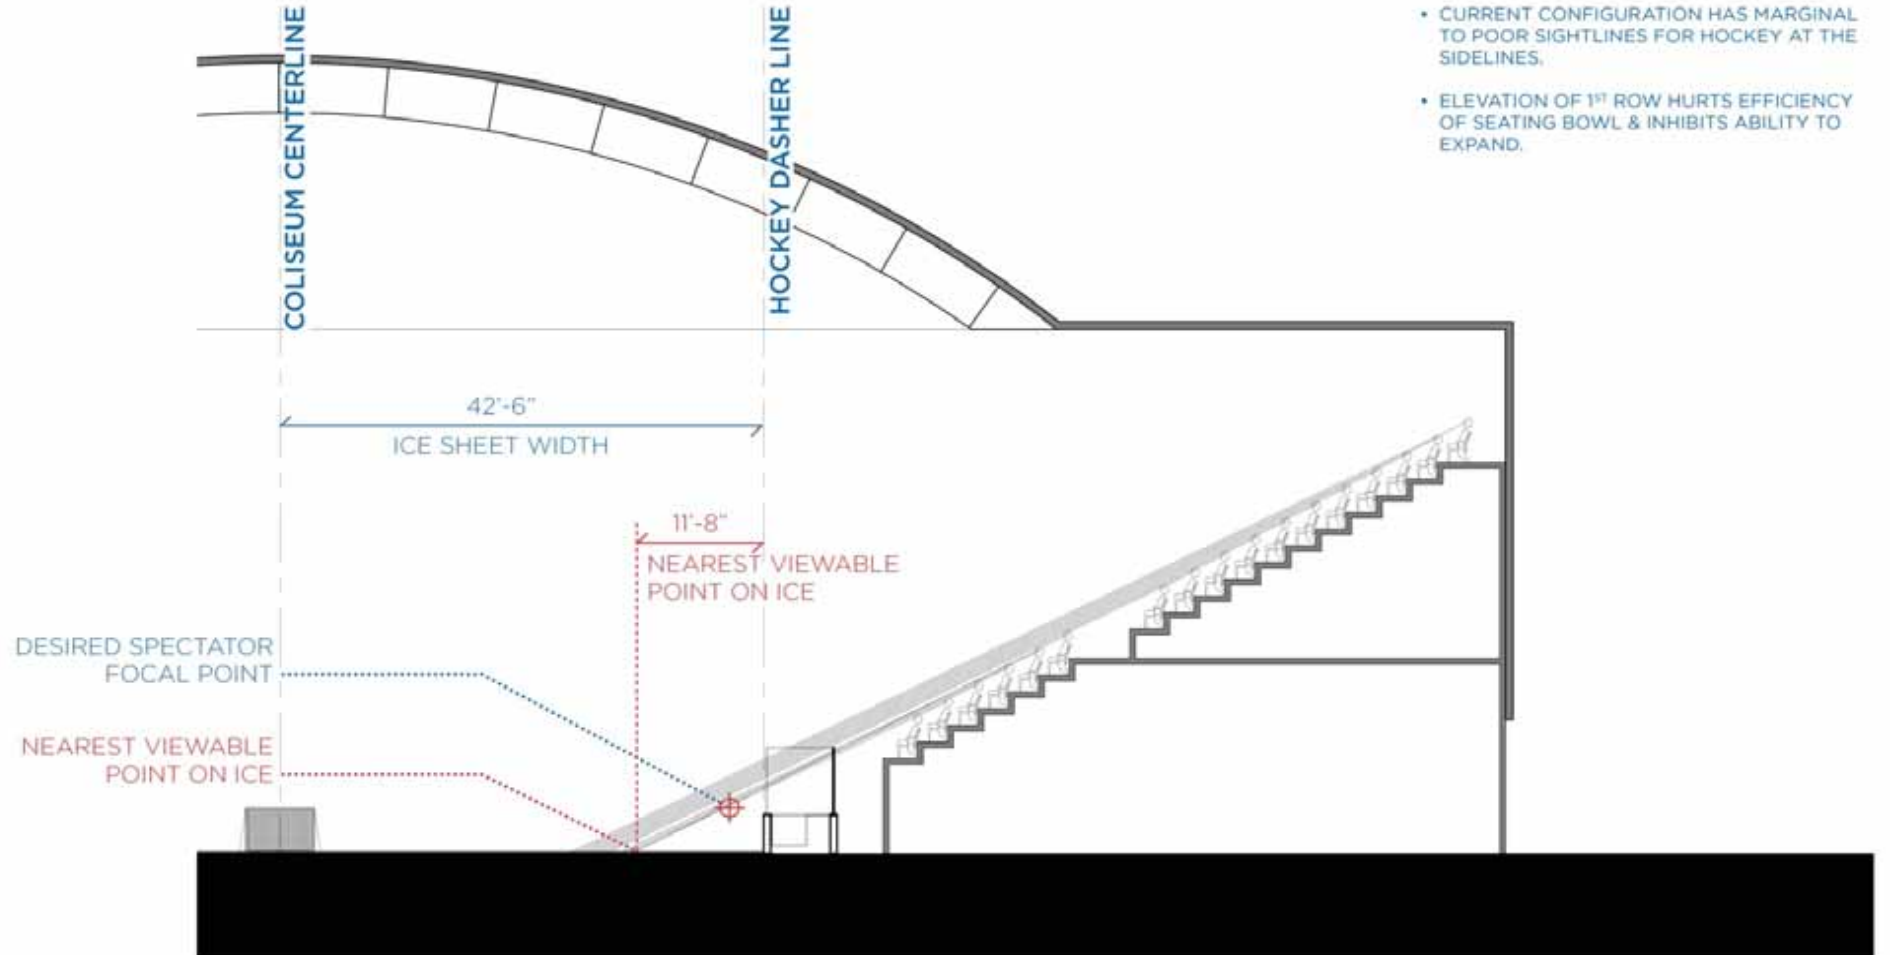 • CURRENT CONFIGURATION HAS MARGINAL
TO POOR SIGHTLINES FOR HOCKEY AT THE
SIDELINES.
• ELEVATION OF 1ST ROW HURTS EFFICIENCY
OF SEATING BOWL & INHIBITS ABILITY TO
EXPAND.
COLISEUM CENTERLINE
HOCKEY DASHER LINE
42'-6"
ICE SHEET WIDTH
11'-8"
NEAREST VIEWABLE
POINT ON ICE
DESIRED SPECTATOR
FOCAL POINT
NEAREST VIEWABLE
POINT ON ICE